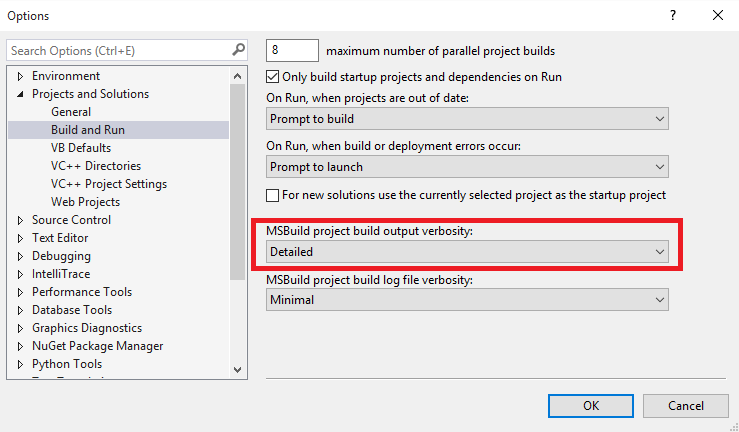 Options
?
Search Options (Ctrl+E)
Environment
Projects and Solutions
General
Build and Run
VB Defaults
VC++ Directories
VC++ Project Settings
Web Projects
Source Control
Text Editor
Debugging
IntelliTrace
Performance Tools
Database Tools
Graphics Diagnostics
NuGet Package Manager
Python Tools
8 maximum number of parallel project builds
Only build startup projects and dependencies on Run
On Run, when projects are out of date:
Prompt to build
On Run, when build or deployment errors occur:
Prompt to launch
For new solutions use the currently selected project as the startup project
MSBuild project build output verbosity:
Detailed
MSBuild project build log file verbosity:
Minimal
OK
Cancel